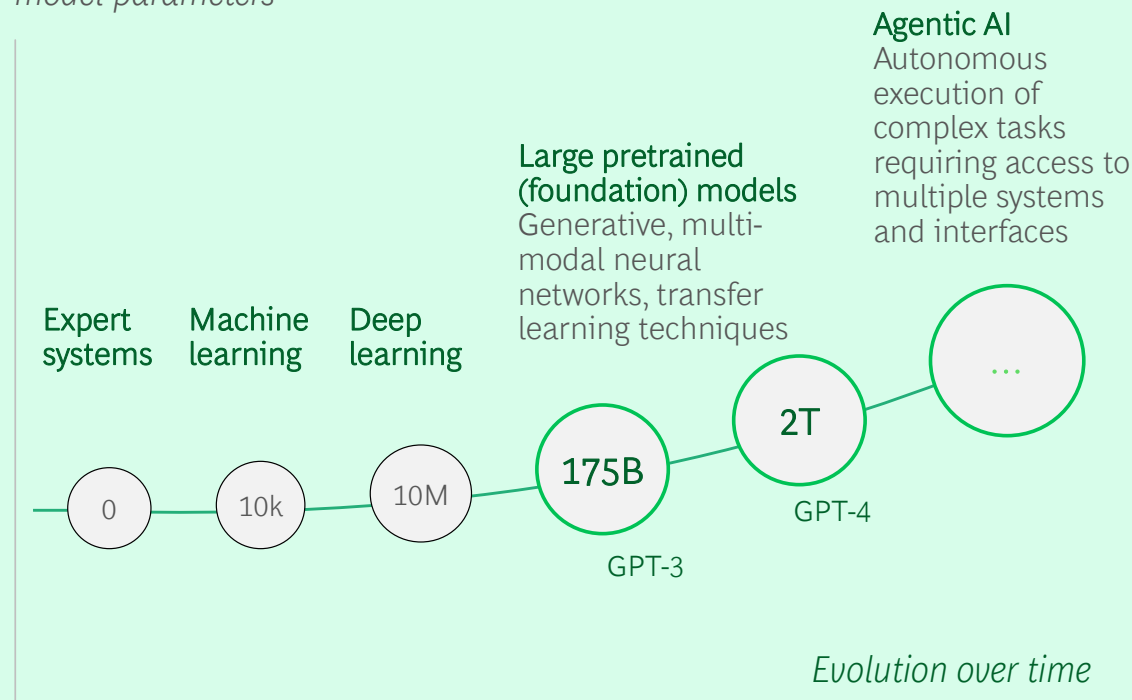 model parameters
Agentic AI
Autonomous
execution of
complex tasks
requiring access to
multiple systems
and interfaces
Large pretrained
(foundation) models
Generative, multi-
modal neural
networks, transfer
learning techniques
Expert
systems
Machine
learning
Deep
learning
0
10k
10M
175B
2T
...
GPT-3
GPT-4
Evolution over time